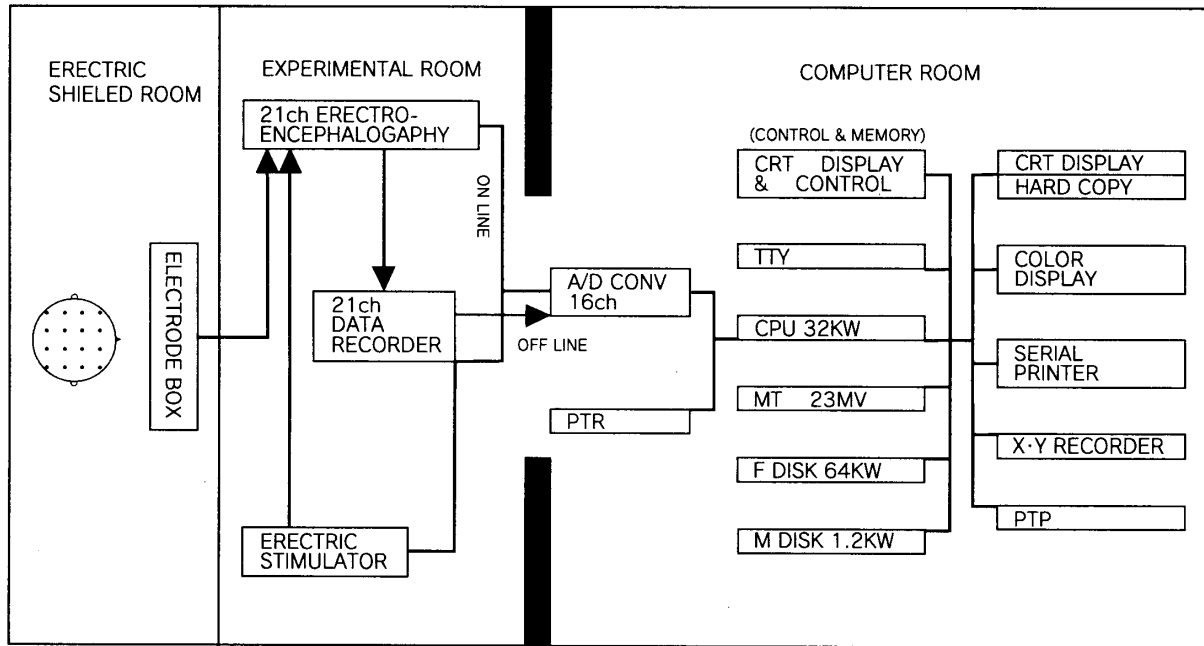 ERECTRIC
SHIELED ROOM
ELECTRODE BOX
EXPERIMENTAL ROOM
21ch ERECTRO-
ENCEPHALOGAPHY
ON LINE
21ch
DATA
RECORDER
OFF LINE
ERECTRIC
STIMULATOR
COMPUTER ROOM
A/D CONV
16ch
PTR
(CONTROL & MEMORY)
CRT DISPLAY
& CONTROL
TTY
CPU 32KW
MT 23MV
F DISK 64KW
M DISK 1.2KW
CRT DISPLAY
HARD COPY
COLOR
DISPLAY
SERIAL
PRINTER
X·Y RECORDER
PTP